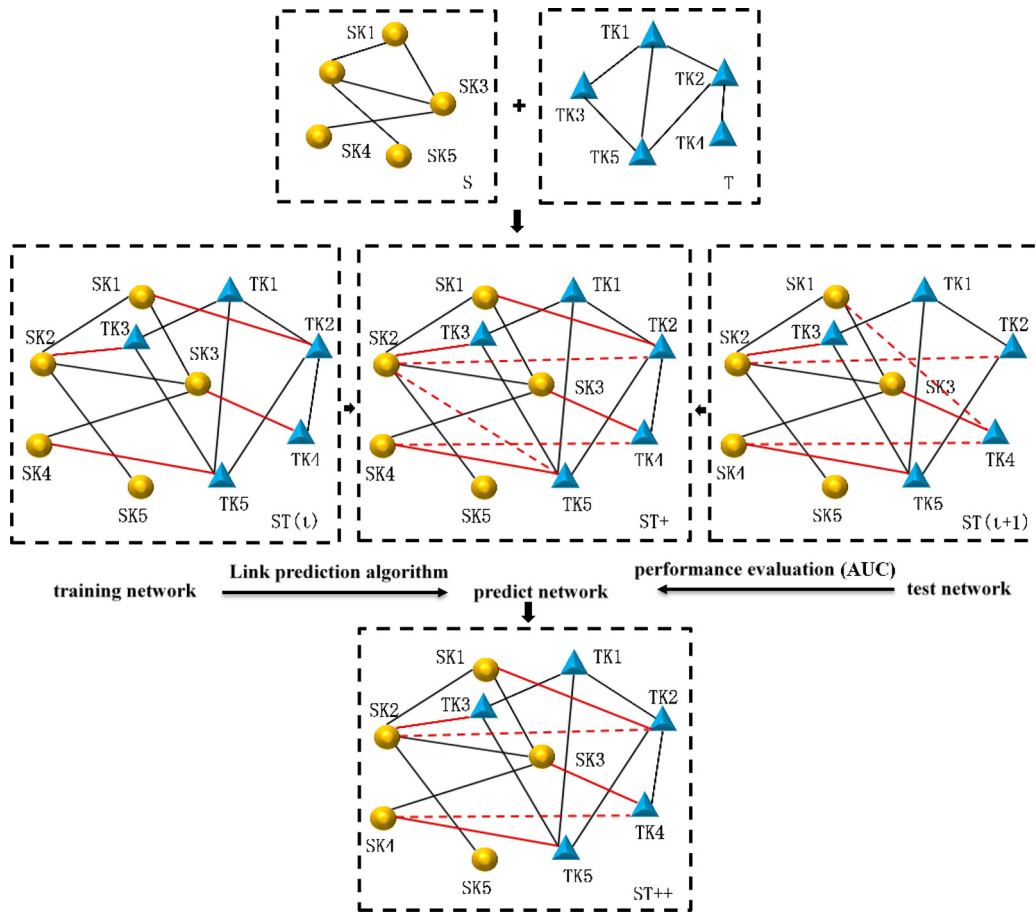 SK1
SK3
SK4
SK5
S
+
TK1
TK2
TK3
TK4
TK5
T
SK1
TK1
TK3
TK2
SK2
SK3
SK4
TK4
SK5
TK5
ST(t)
SK1
TK1
TK3
TK2
SK2
SK3
SK4
TK4
SK5
TK5
ST+
SK1
TK1
TK3
TK2
SK2
SK3
SK4
TK4
SK5
TK5
ST(t+1)
training network
Link prediction algorithm
predict network
performance evaluation (AUC)
test network
SK1
TK1
TK3
TK2
SK2
SK3
SK4
TK4
SK5
TK5
ST++